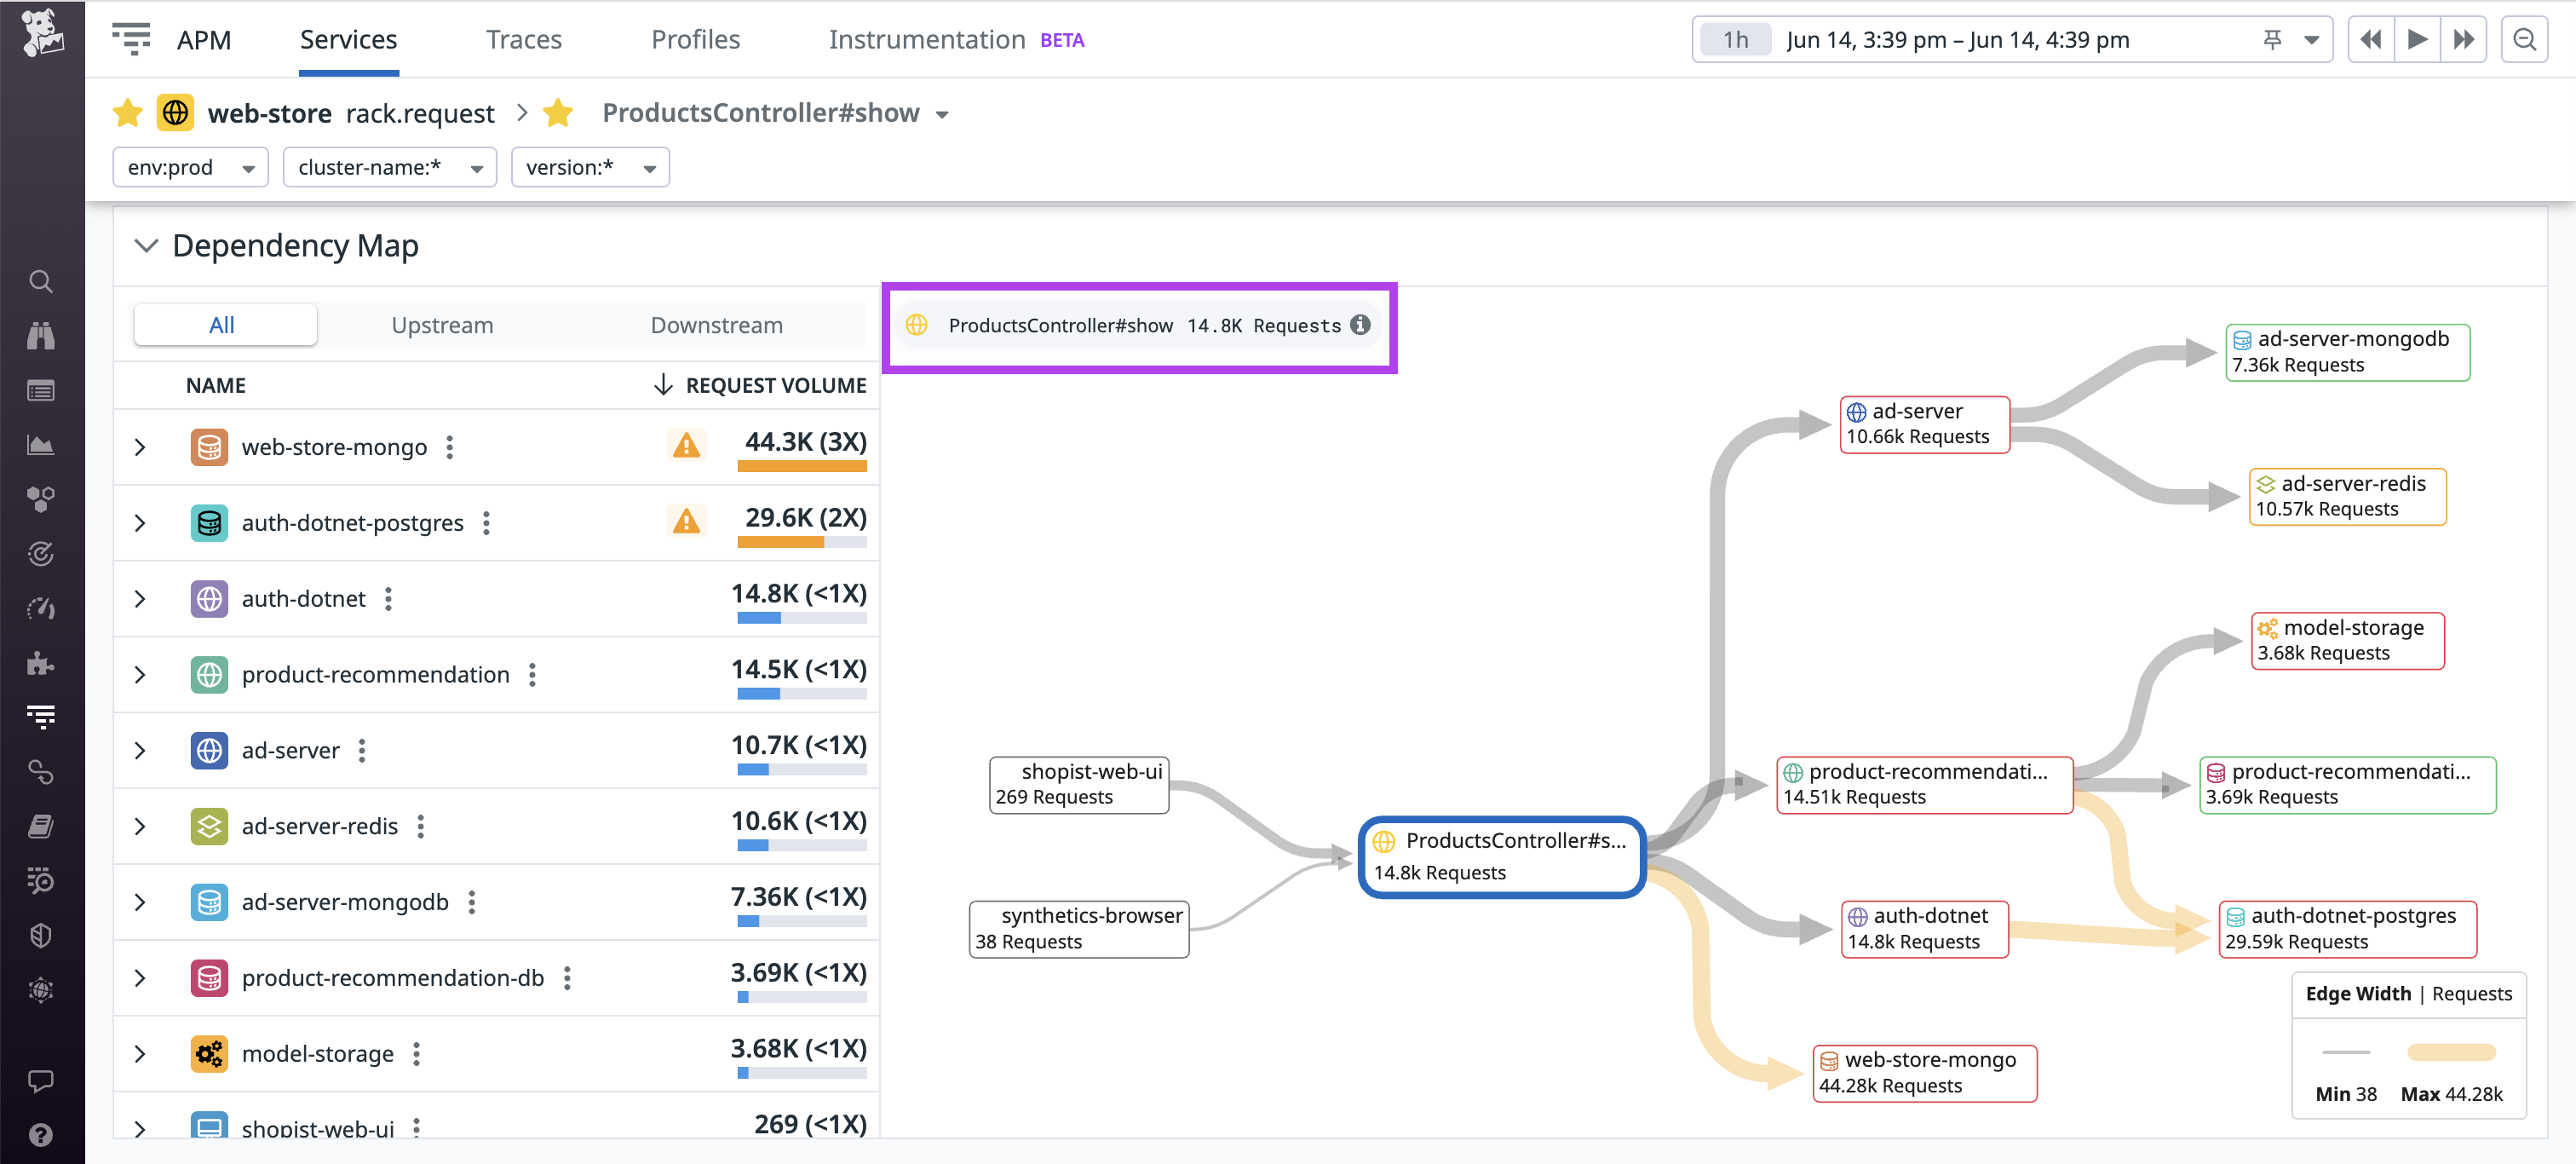 APM Services Traces Profiles Instrumentation BETA 1h Jun 14, 3:39 pm – Jun 14, 4:39 pm
web-store rack.request > ProductsController#show
env:prod cluster-name:* version:*
Dependency Map
All Upstream Downstream
NAME REQUEST VOLUME
web-store-mongo 44.3K (3X)
auth-dotnet-postgres 29.6K (2X)
auth-dotnet 14.8K (<1X)
product-recommendation 14.5K (<1X)
ad-server 10.7K (<1X)
ad-server-redis 10.6K (<1X)
ad-server-mongodb 7.36K (<1X)
product-recommendation-db 3.69K (<1X)
model-storage 3.68K (<1X)
shopist-web-ui 269 (<1X)
ProductsController#show 14.8K Requests
shopist-web-ui
269 Requests
synthetics-browser
38 Requests
ProductsController#s...
14.8k Requests
ad-server
10.66k Requests
product-recommendati...
14.51k Requests
auth-dotnet
14.8k Requests
web-store-mongo
44.28k Requests
ad-server-mongodb
7.36k Requests
ad-server-redis
10.57k Requests
model-storage
3.68k Requests
product-recommendati...
3.69k Requests
auth-dotnet-postgres
29.59k Requests
Edge Width | Requests
Min 38 Max 44.28k